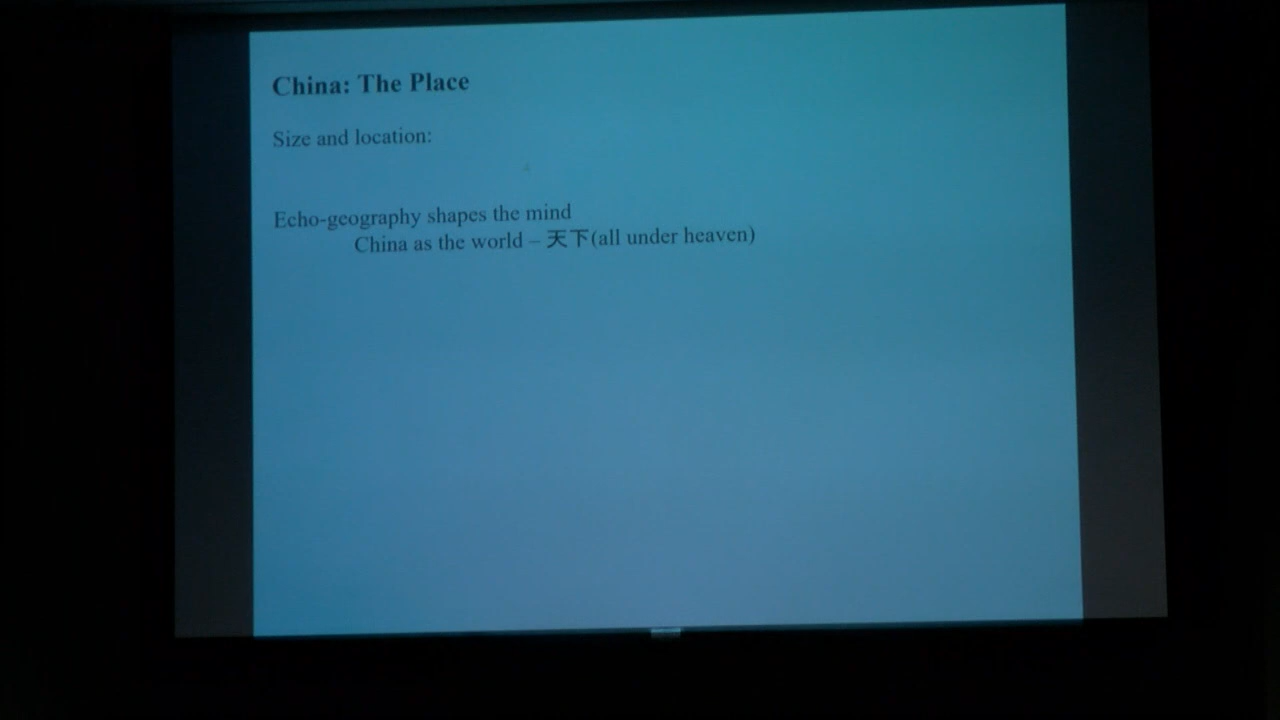 China: The Place
Size and location:
Echo-geography shapes the mind
China as the world – 天下(all under heaven)